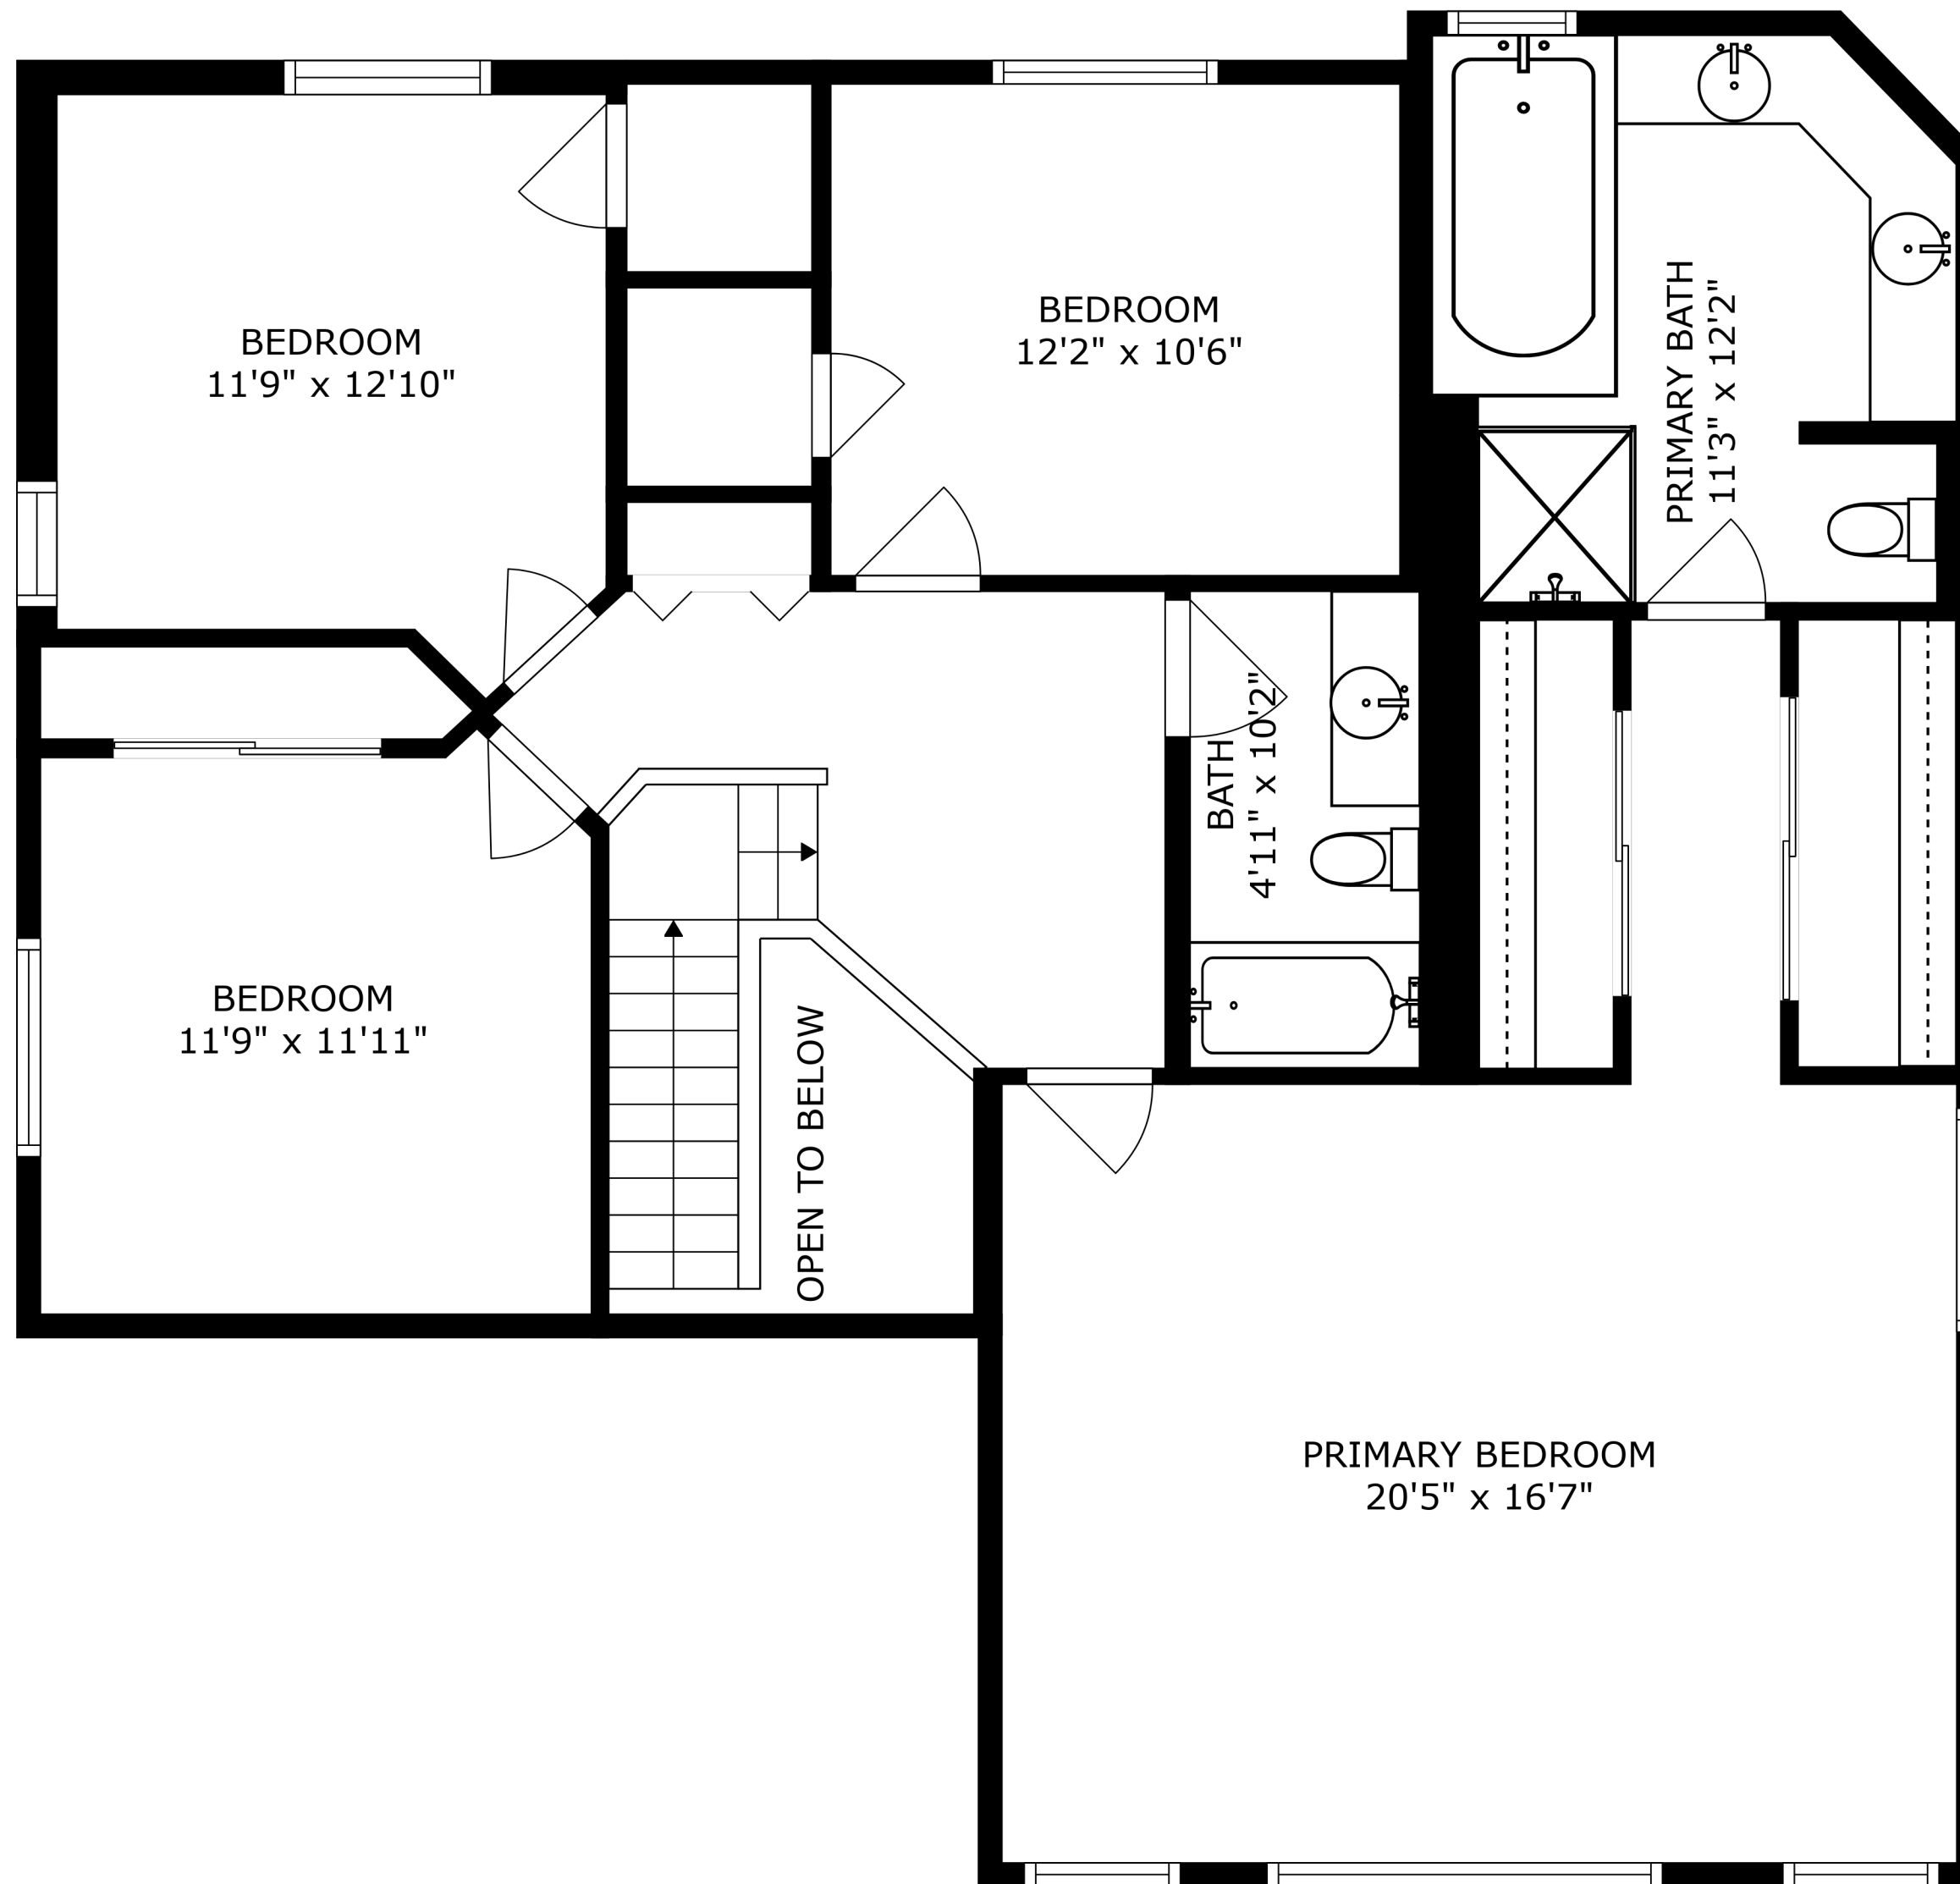 BEDROOM
11'9" x 12'10"
BEDROOM
12'2" x 10'6"
PRIMARY BATH
11'3" x 12'2"
BATH
4'11" x 10'2"
BEDROOM
11'9" x 11'11"
OPEN TO BELOW
PRIMARY BEDROOM
20'5" x 16'7"